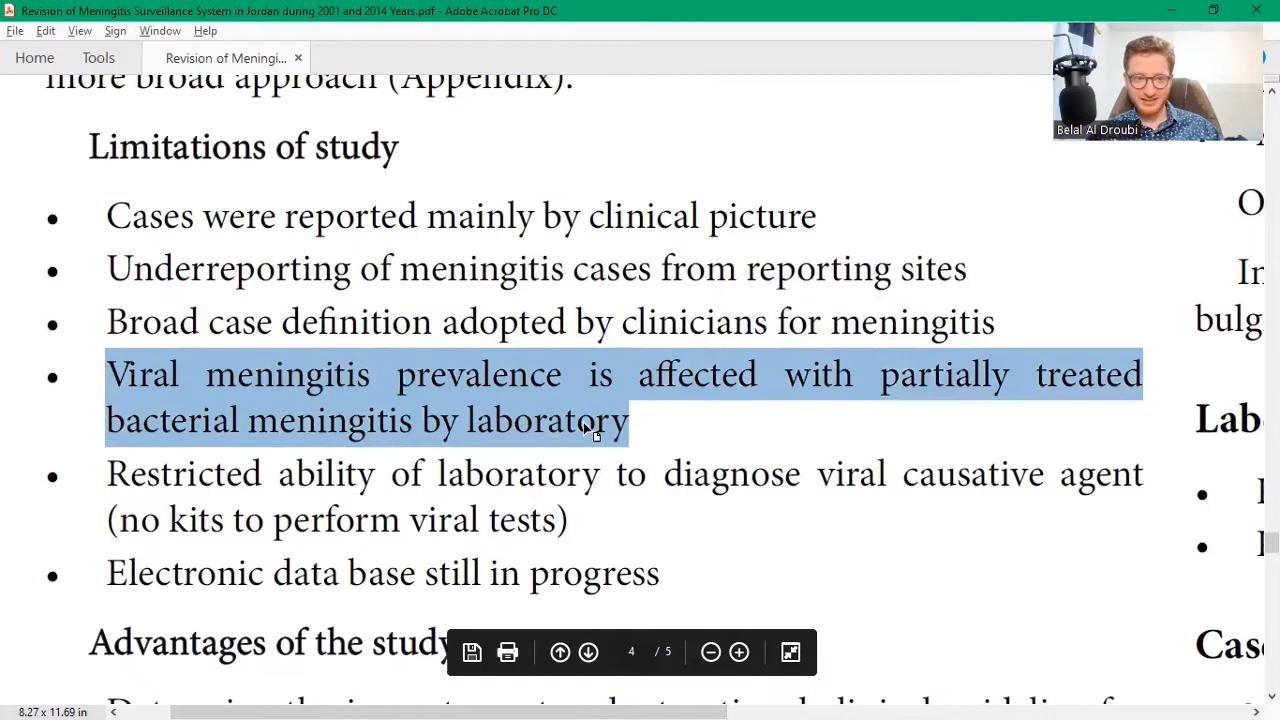 Revision of Meningitis Surveillance System in Jordan during 2001 and 2014 Years.pdf - Adobe Acrobat Pro DC
File Edit View Sign Window Help
Home Tools Revision of Meningi... ×
more broad approach (Appendix).
Belal Al Droubi
Limitations of study
• Cases were reported mainly by clinical picture
• Underreporting of meningitis cases from reporting sites
• Broad case definition adopted by clinicians for meningitis
• Viral meningitis prevalence is affected with partially treated
bacterial meningitis by laboratory
• Restricted ability of laboratory to diagnose viral causative agent
(no kits to perform viral tests)
• Electronic data base still in progress
Advantages of the study
4 / 5
bulg
Lab
Cas
8.27 x 11.69 in